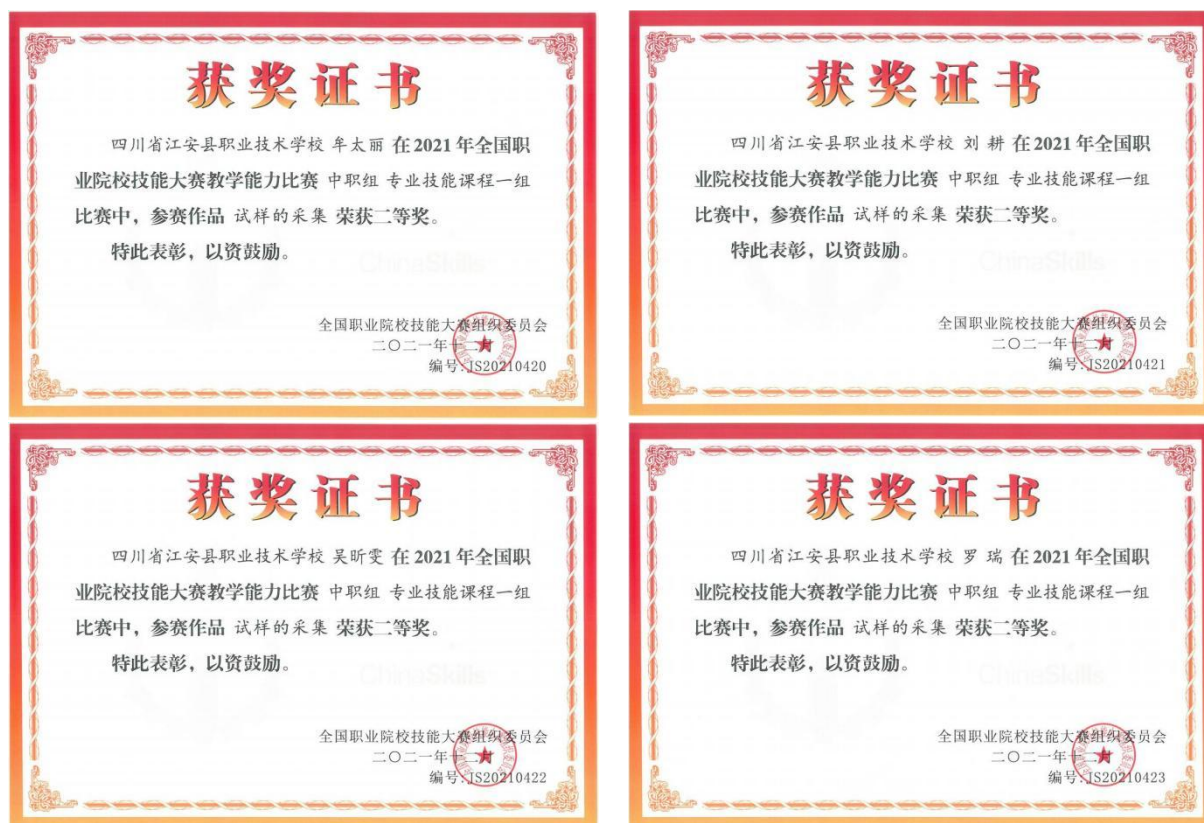 获奖证书
四川省江安县职业技术学校 牟太丽 在2021年全国职
业院校技能大赛教学能力比赛 中职组 专业技能课程一组
比赛中，参赛作品 试样的采集 荣获二等奖。
特此表彰，以资鼓励。
ChinaSkills
全国职业院校技能大赛组织委员会
二〇二一年十二月
编号:JS20210420
获奖证书
四川省江安县职业技术学校 刘 耕 在2021年全国职
业院校技能大赛教学能力比赛 中职组 专业技能课程一组
比赛中，参赛作品 试样的采集 荣获二等奖。
特此表彰，以资鼓励。
ChinaSkills
全国职业院校技能大赛组织委员会
二〇二一年十二月
编号:JS20210421
获奖证书
四川省江安县职业技术学校 吴昕雯 在2021年全国职
业院校技能大赛教学能力比赛 中职组 专业技能课程一组
比赛中，参赛作品 试样的采集 荣获二等奖。
特此表彰，以资鼓励。
ChinaSkills
全国职业院校技能大赛组织委员会
二〇二一年十二月
编号:JS20210422
获奖证书
四川省江安县职业技术学校 罗 瑞 在2021年全国职
业院校技能大赛教学能力比赛 中职组 专业技能课程一组
比赛中，参赛作品 试样的采集 荣获二等奖。
特此表彰，以资鼓励。
ChinaSkills
全国职业院校技能大赛组织委员会
二〇二一年十二月
编号:JS20210423